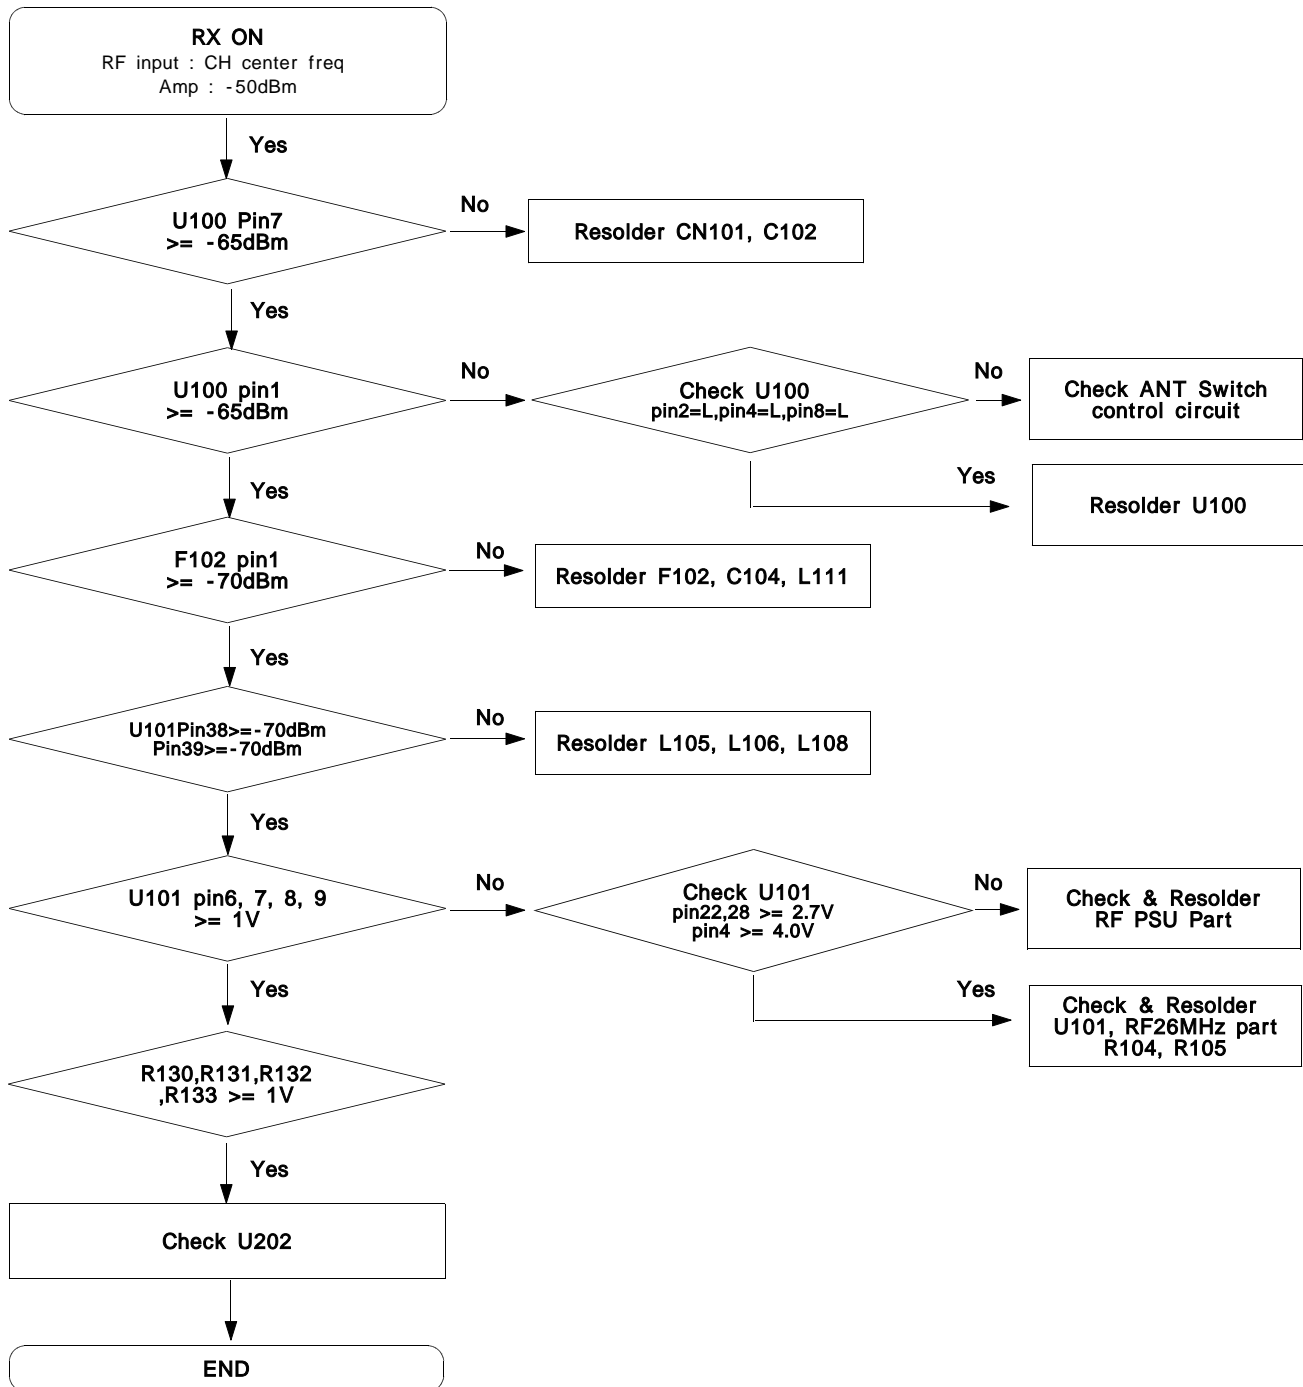 RX ON
RF input : CH center freq
Amp : -50dBm
Yes
U100 Pin7
>= -65dBm
No
Resolder CN101, C102
Yes
U100 pin1
>= -65dBm
No
Check U100
pin2=L,pin4=L,pin8=L
No
Check ANT Switch
control circuit
Yes
Resolder U100
Yes
F102 pin1
>= -70dBm
No
Resolder F102, C104, L111
Yes
U101Pin38>=-70dBm
Pin39>=-70dBm
No
Resolder L105, L106, L108
Yes
U101 pin6, 7, 8, 9
>= 1V
No
Check U101
pin22,28 >= 2.7V
pin4 >= 4.0V
No
Check & Resolder
RF PSU Part
Yes
Check & Resolder
U101, RF26MHz part
R104, R105
Yes
R130,R131,R132
,R133 >= 1V
Yes
Check U202
END